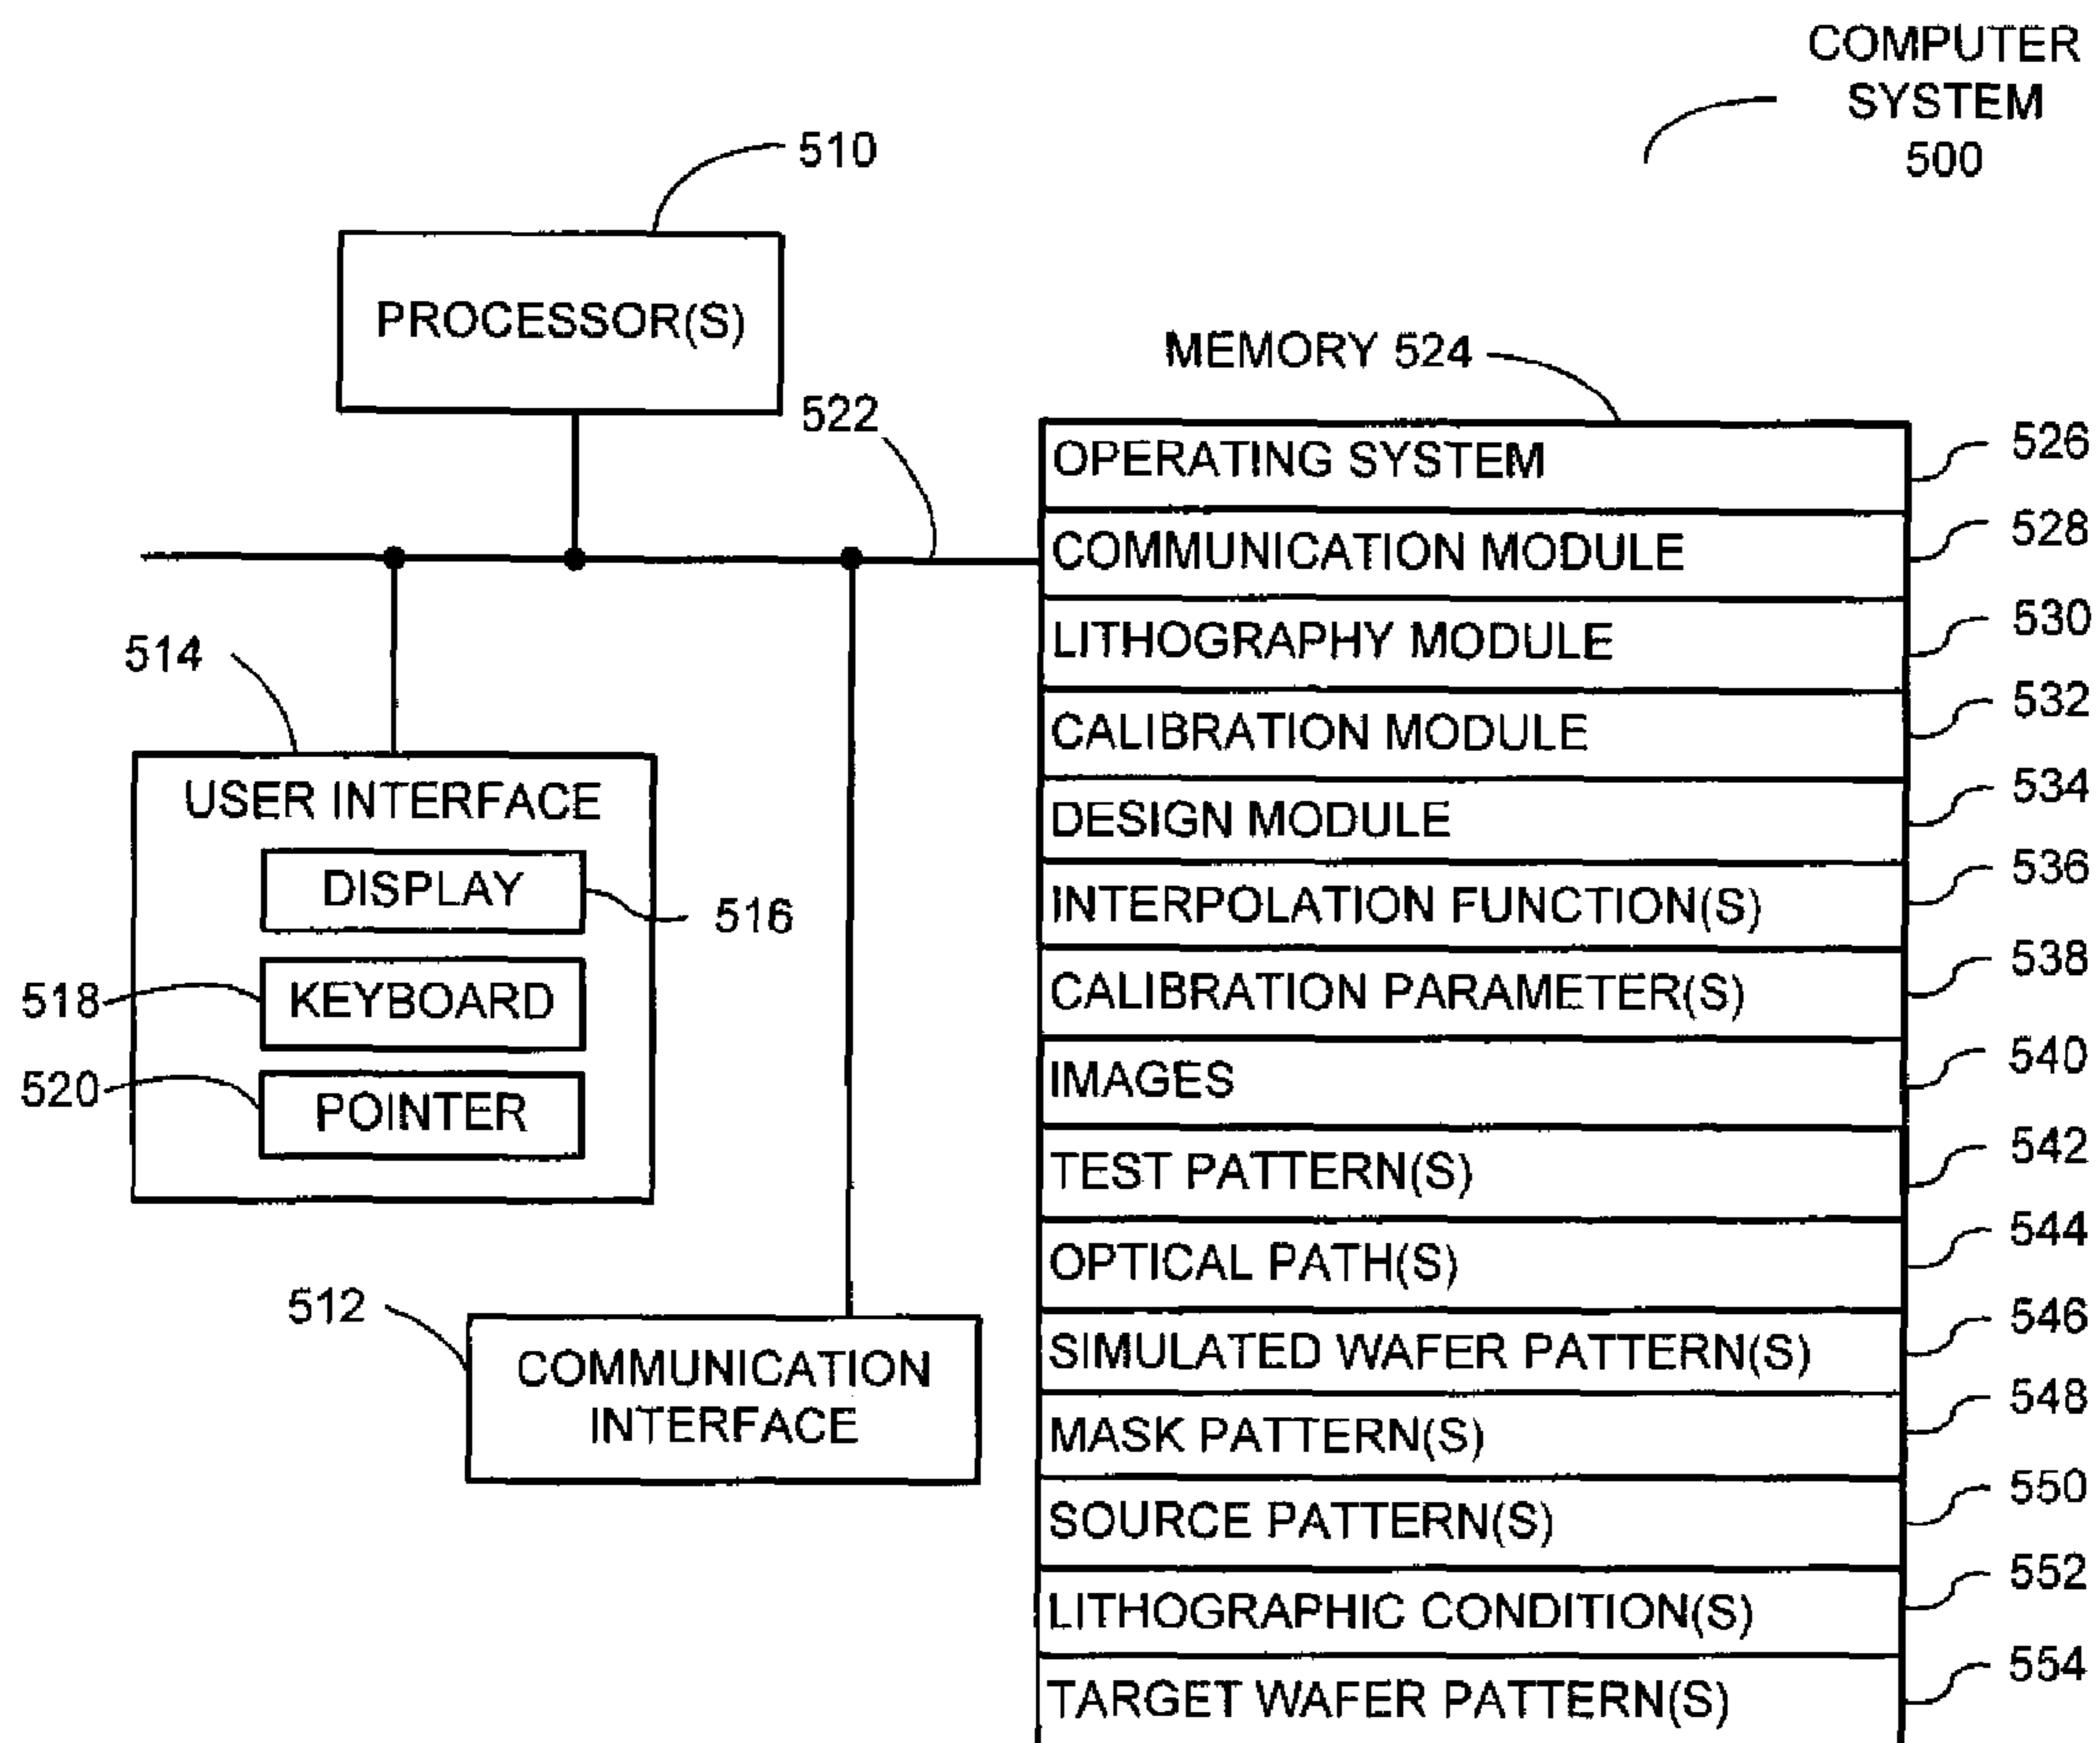 COMPUTER
SYSTEM
500
510
PROCESSOR(S)
MEMORY 524
522
OPERATING SYSTEM
526
COMMUNICATION MODULE
528
LITHOGRAPHY MODULE
530
CALIBRATION MODULE
532
DESIGN MODULE
534
INTERPOLATION FUNCTION(S)
536
CALIBRATION PARAMETER(S)
538
IMAGES
540
TEST PATTERN(S)
542
OPTICAL PATH(S)
544
SIMULATED WAFER PATTERN(S)
546
MASK PATTERN(S)
548
SOURCE PATTERN(S)
550
LITHOGRAPHIC CONDITION(S)
552
TARGET WAFER PATTERN(S)
554
514
USER INTERFACE
DISPLAY
516
518
KEYBOARD
520
POINTER
512
COMMUNICATION
INTERFACE